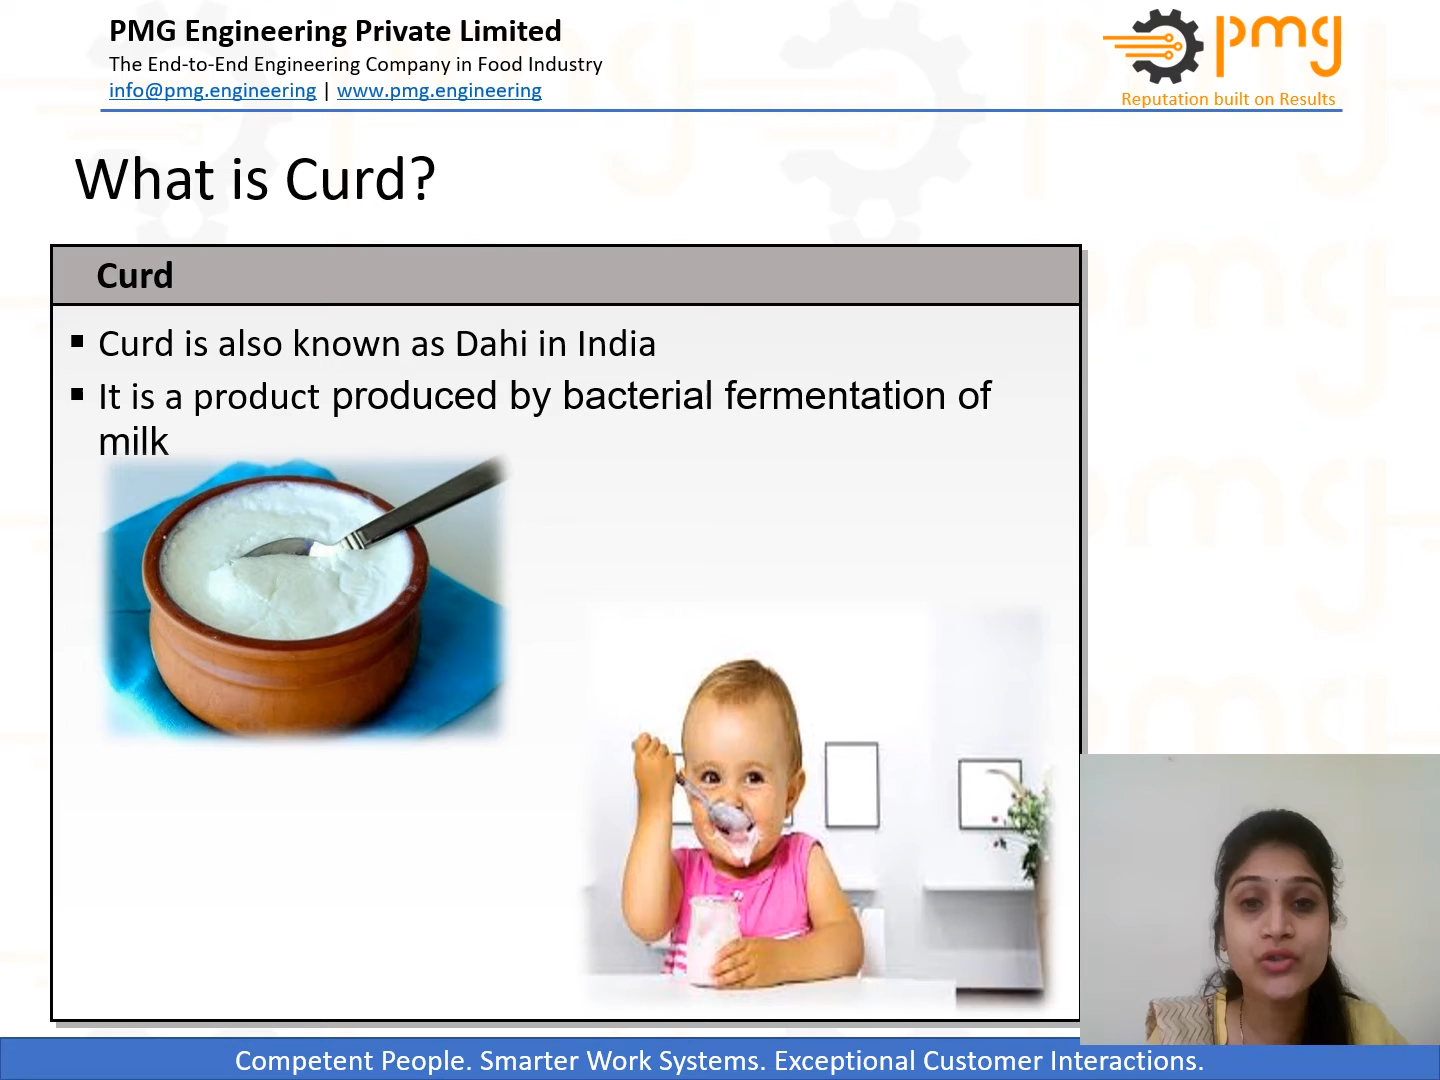 PMG Engineering Private Limited
The End-to-End Engineering Company in Food Industry
info@pmg.engineering | www.pmg.engineering
pmg
Reputation built on Results
What is Curd?
Curd
▪ Curd is also known as Dahi in India
▪ It is a product produced by bacterial fermentation of
milk
Competent People. Smarter Work Systems. Exceptional Customer Interactions.